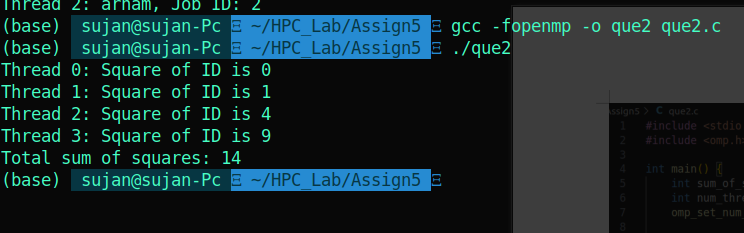 Thread 2: arham, Job ID: 2
(base) sujan@sujan-Pc ~/HPC_Lab/Assign5 gcc -fopenmp -o que2 que2.c
(base) sujan@sujan-Pc ~/HPC_Lab/Assign5 ./que2
Thread 0: Square of ID is 0
Thread 1: Square of ID is 1
Thread 2: Square of ID is 4
Thread 3: Square of ID is 9
Total sum of squares: 14
(base) sujan@sujan-Pc ~/HPC_Lab/Assign5
ssign5 > C que2.c
1 #include <stdio
2 #include <omp.h
3
4 int main() {
5 int sum_of_s
6 int num_thre
7 omp_set_num_
8